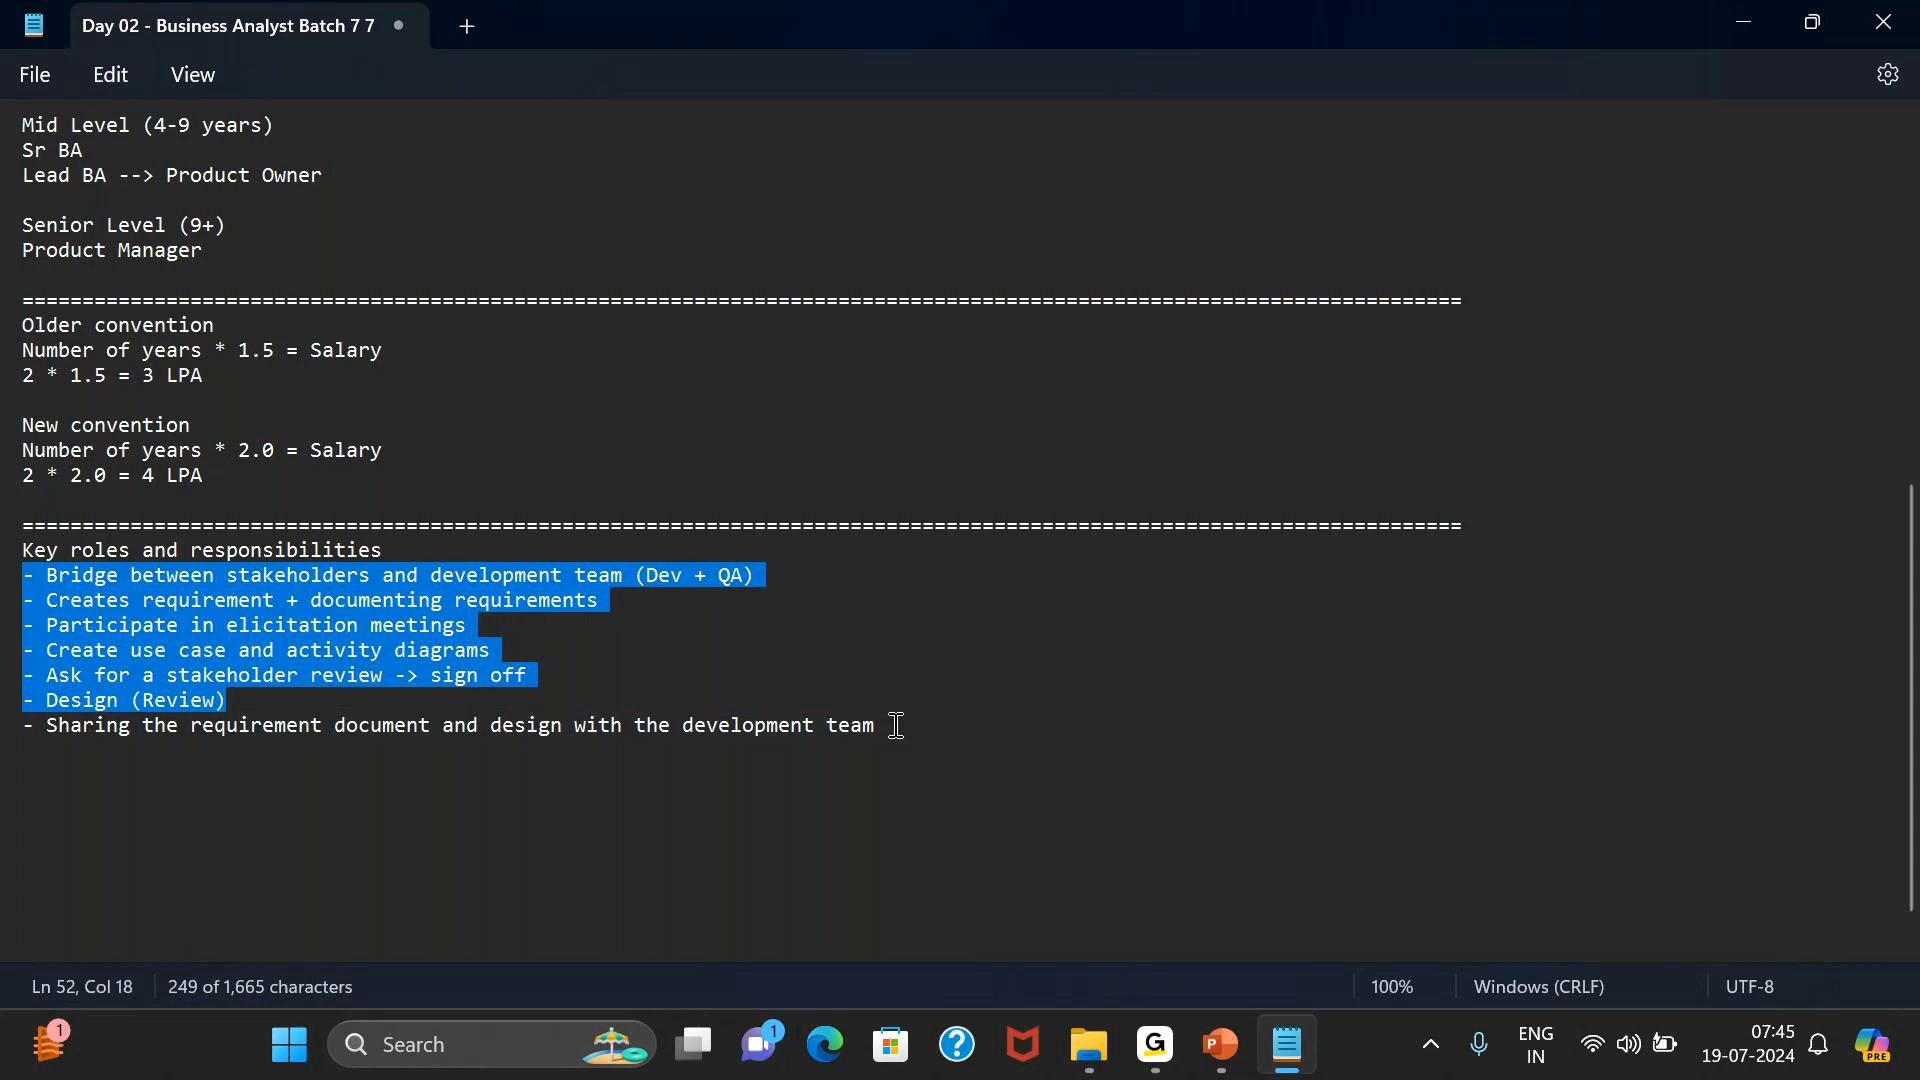 Day 02 - Business Analyst Batch 7 7
File Edit View
Mid Level (4-9 years)
Sr BA
Lead BA --> Product Owner
Senior Level (9+)
Product Manager
========================================================================================================================
Older convention
Number of years * 1.5 = Salary
2 * 1.5 = 3 LPA
New convention
Number of years * 2.0 = Salary
2 * 2.0 = 4 LPA
========================================================================================================================
Key roles and responsibilities
- Bridge between stakeholders and development team (Dev + QA)
- Creates requirement + documenting requirements
- Participate in elicitation meetings
- Create use case and activity diagrams
- Ask for a stakeholder review -> sign off
- Design (Review)
- Sharing the requirement document and design with the development team
Ln 52, Col 18 249 of 1,665 characters 100% Windows (CRLF) UTF-8
1 Search 1 G P ENG 07:45
IN 19-07-2024 PRE